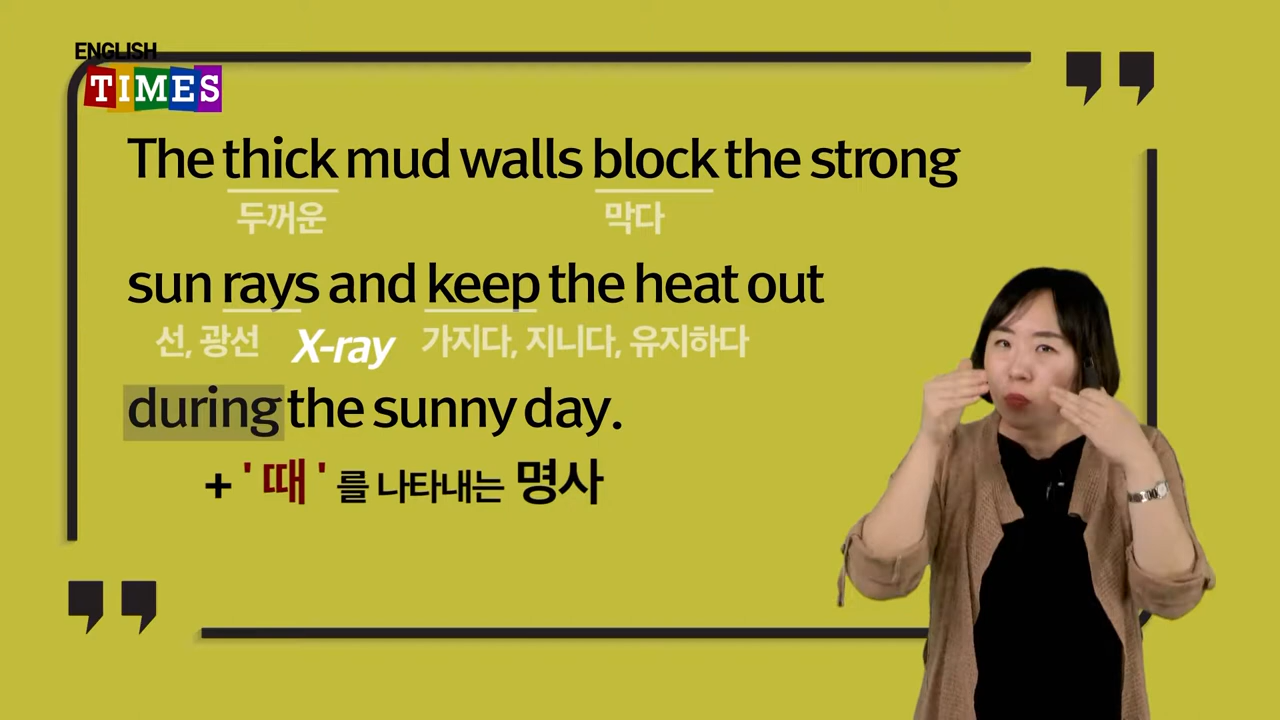 ENGLISH
TIMES
The thick mud walls block the strong
두꺼운 막다
sun rays and keep the heat out
선, 광선 X-ray 가지다, 지니다, 유지하다
during the sunny day.
+ ' 때 ' 를 나타내는 명사